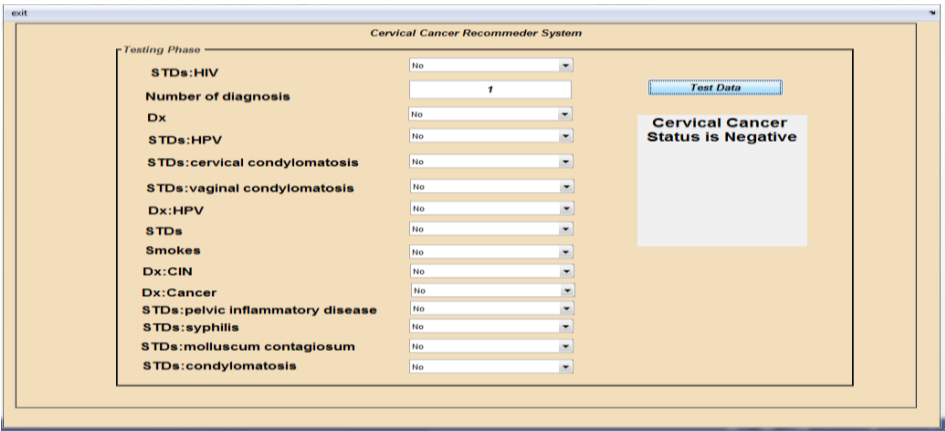 exit
Cervical Cancer Recommeder System
Testing Phase
STDs:HIV No
Number of diagnosis 1
Test Data
Dx No
Cervical Cancer
Status is Negative
STDs:HPV No
STDs:cervical condylomatosis No
STDs:vaginal condylomatosis No
Dx:HPV No
STDs No
Smokes No
Dx:CIN No
Dx:Cancer No
STDs:pelvic inflammatory disease No
STDs:syphilis No
STDs:molluscum contagiosum No
STDs:condylomatosis No